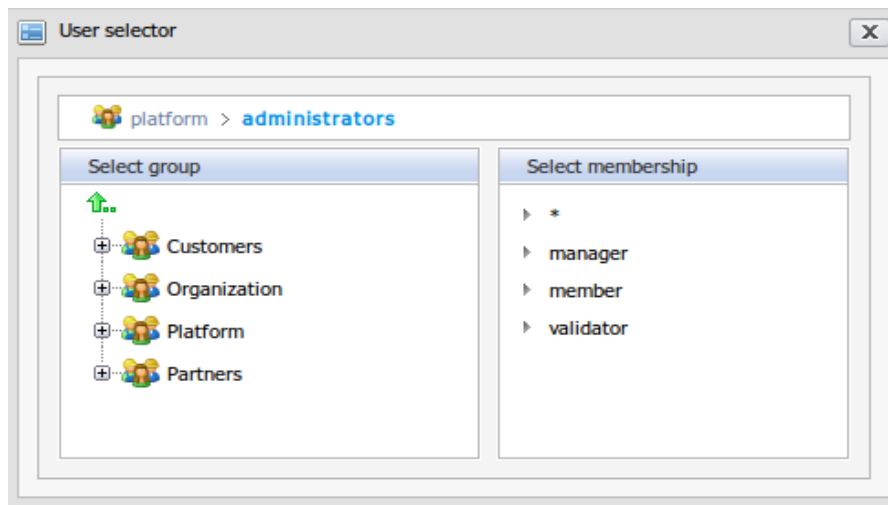 User selector
platform > administrators
Select group
Customers
Organization
Platform
Partners
Select membership
*
manager
member
validator